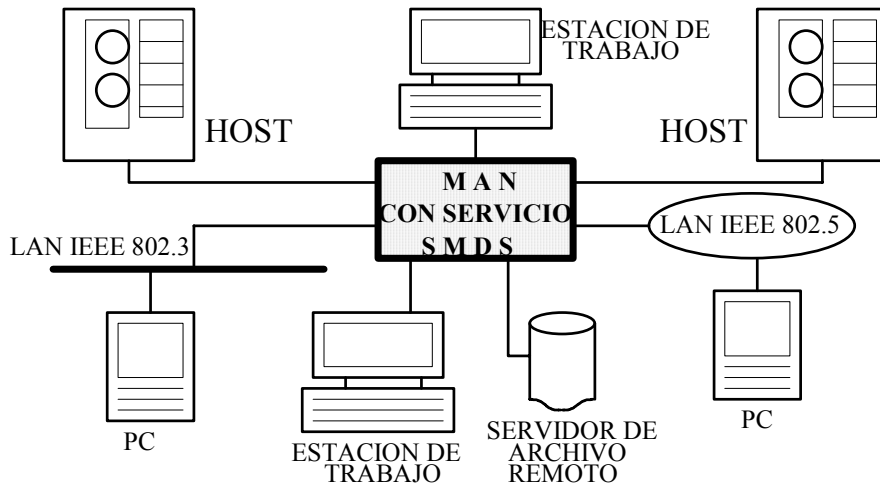 ESTACION DE
TRABAJO
HOST
HOST
M A N
CON SERVICIO
S M D S
LAN IEEE 802.3
LAN IEEE 802.5
PC
ESTACION DE
TRABAJO
SERVIDOR DE
ARCHIVO
REMOTO
PC